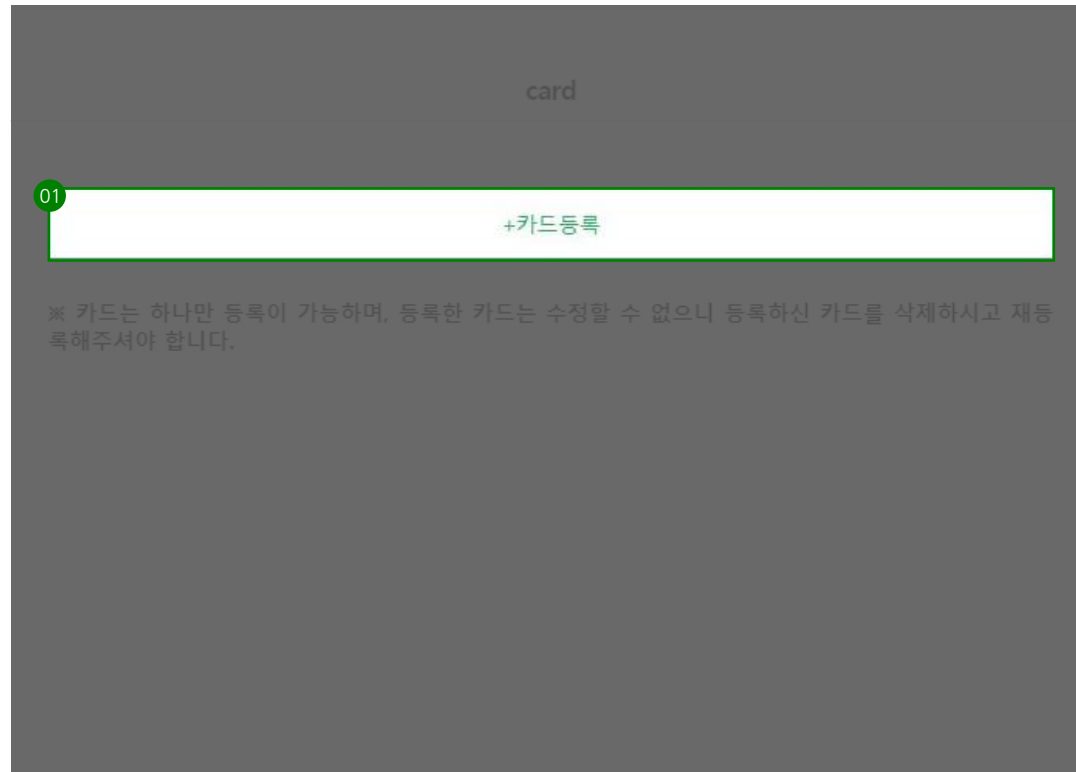 card
01
+카드등록
※ 카드는 하나만 등록이 가능하며, 등록한 카드는 수정할 수 없으니 등록하신 카드를 삭제하시고 재등
록해주셔야 합니다.